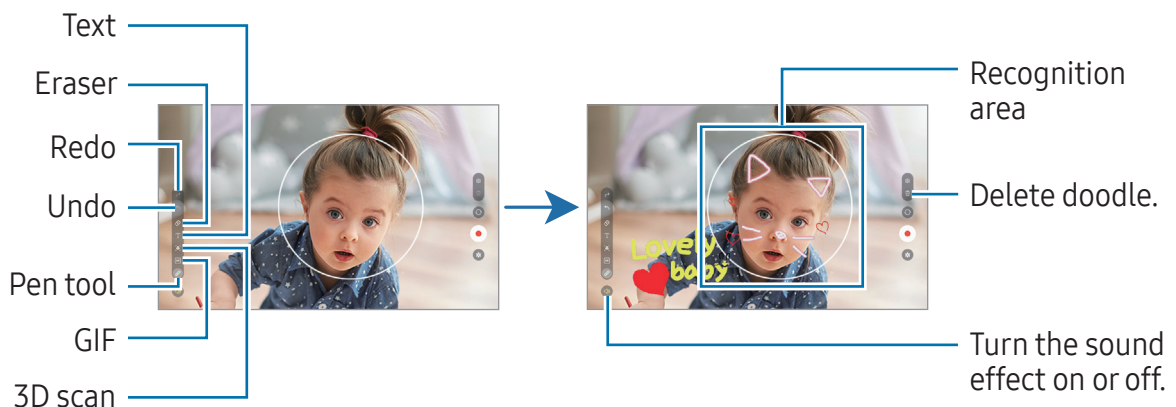 Text
Eraser
Redo
Undo
Pen tool
GIF
3D scan
Lovely
baby
Recognition
area
Delete doodle.
Turn the sound
effect on or off.